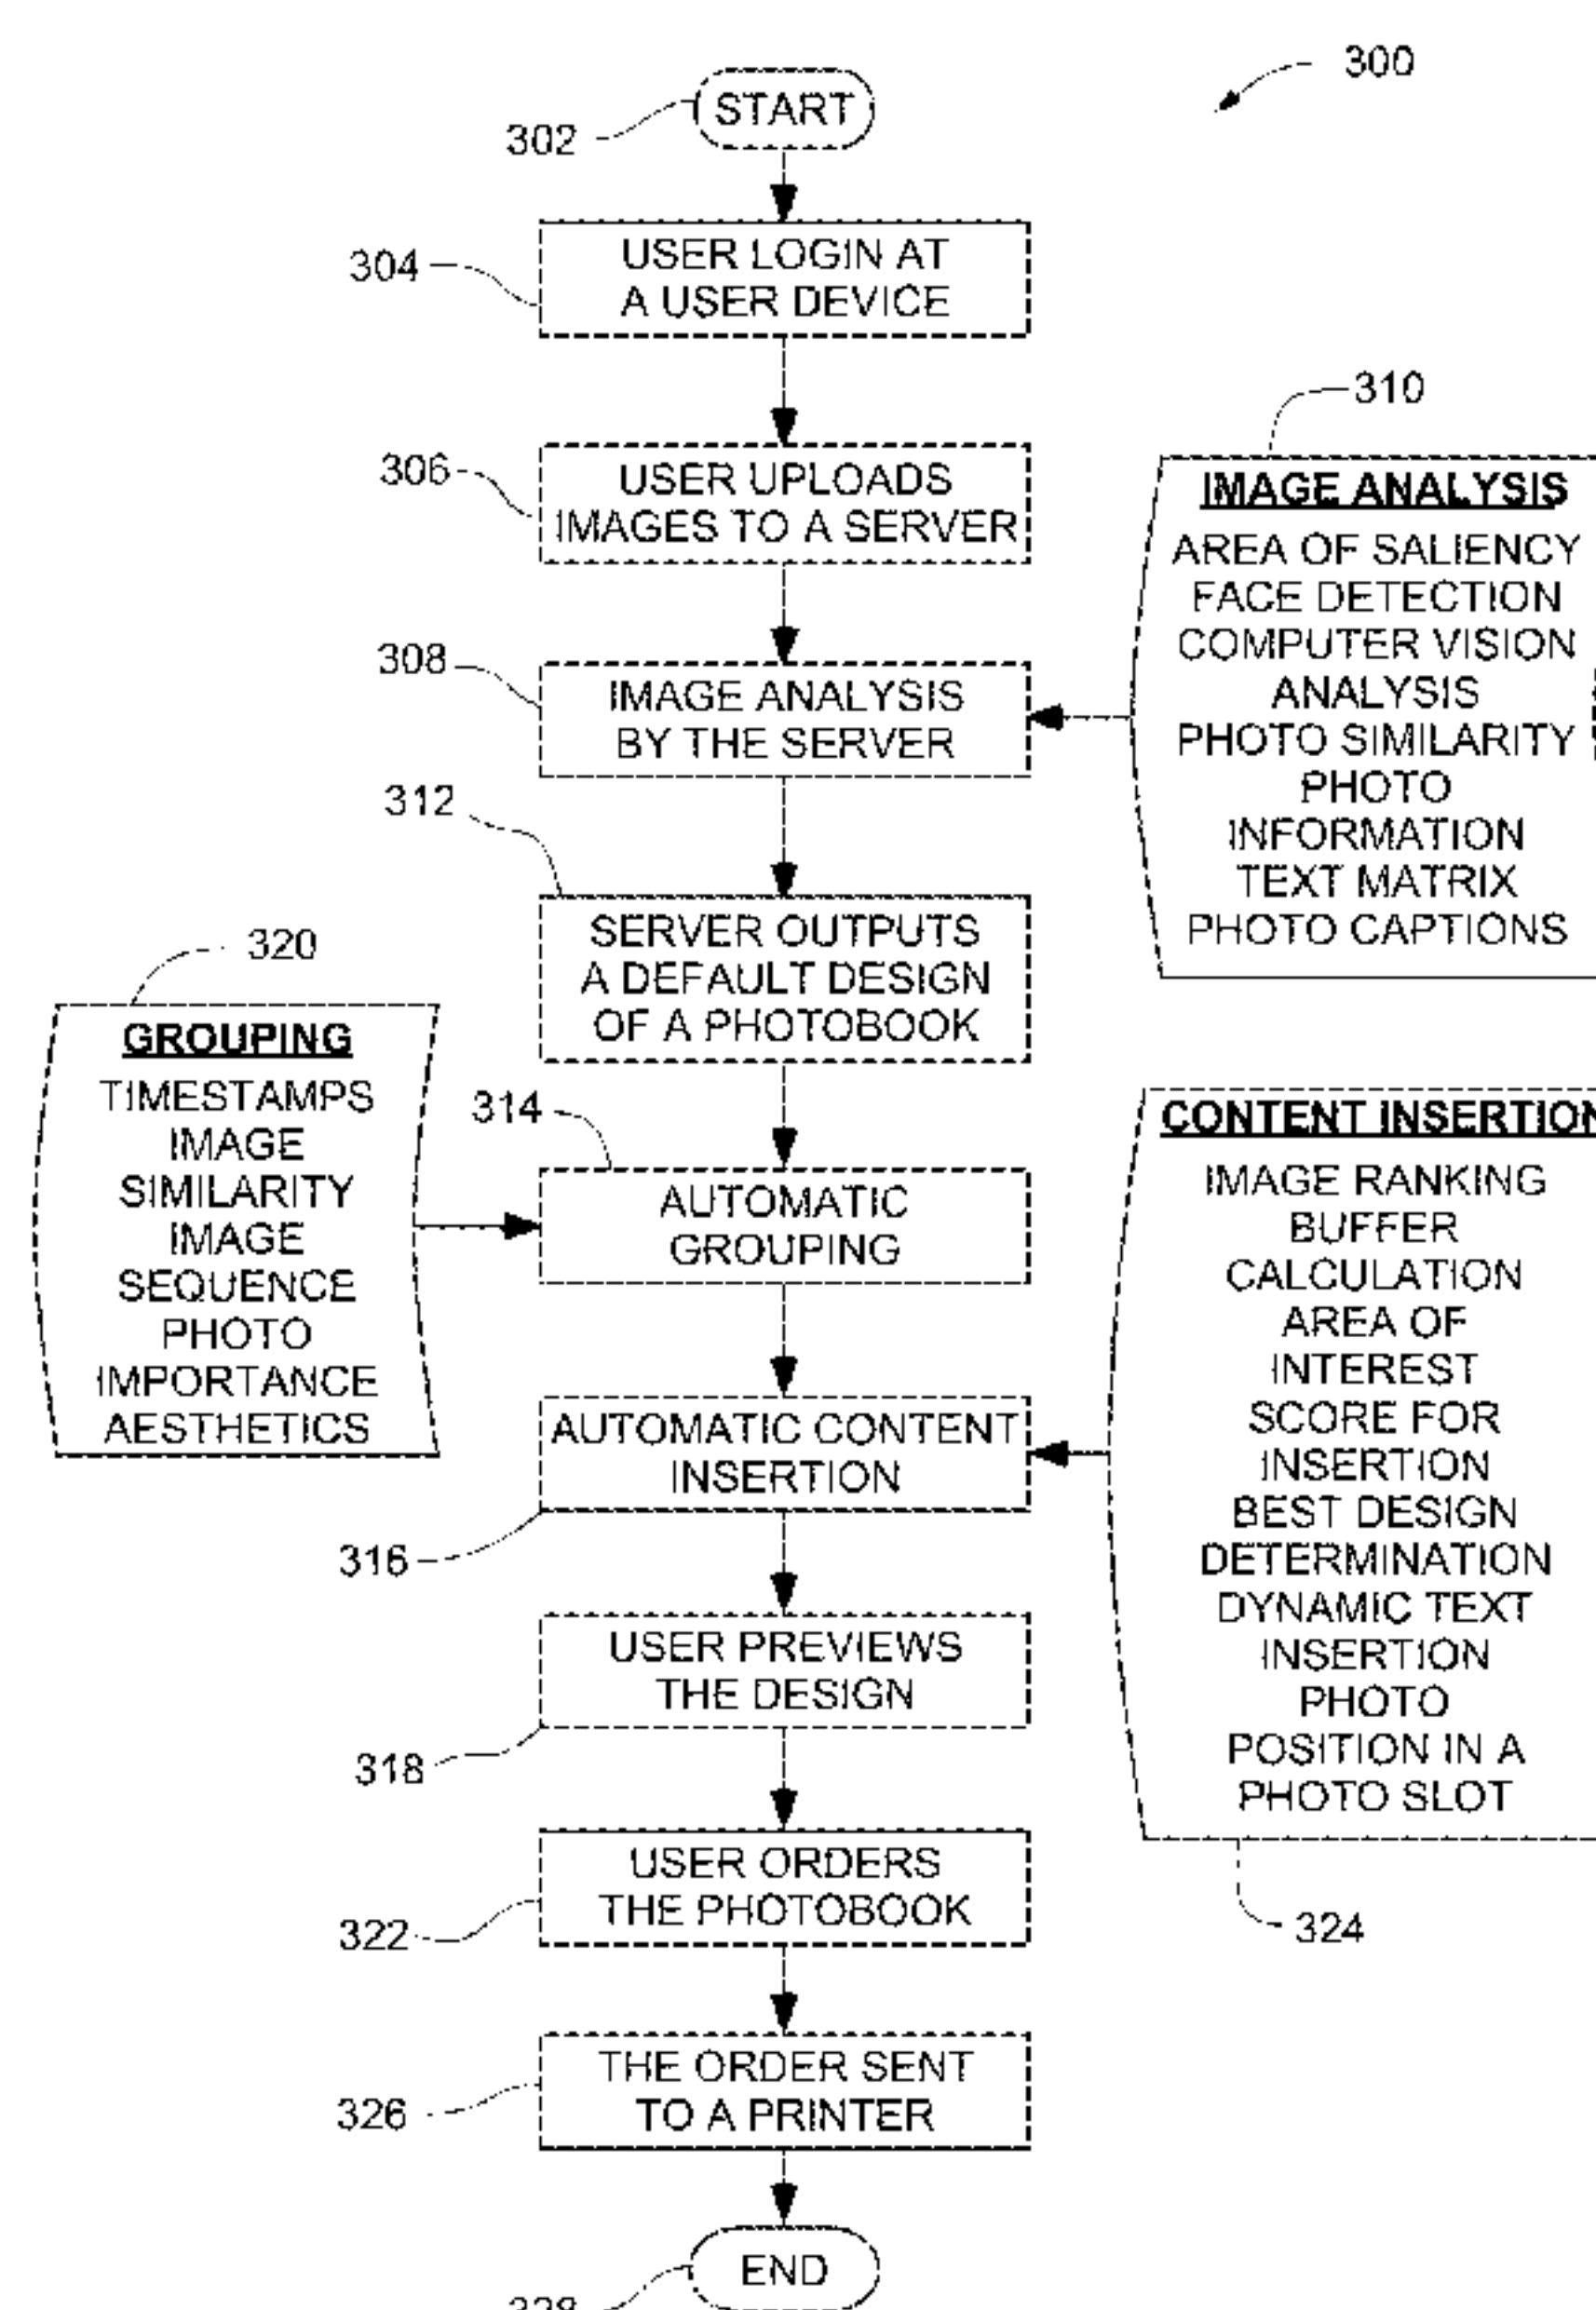 300
START
302
USER LOGIN AT
A USER DEVICE
304
306
USER UPLOADS
IMAGES TO A SERVER
310
IMAGE ANALYSIS
AREA OF SALIENCY
FACE DETECTION
COMPUTER VISION
ANALYSIS
PHOTO SIMILARITY
PHOTO
INFORMATION
TEXT MATRIX
PHOTO CAPTIONS
308
IMAGE ANALYSIS
BY THE SERVER
312
SERVER OUTPUTS
A DEFAULT DESIGN
OF A PHOTOBOOK
320
GROUPING
TIMESTAMPS
IMAGE
SIMILARITY
IMAGE
SEQUENCE
PHOTO
IMPORTANCE
AESTHETICS
314
AUTOMATIC
GROUPING
CONTENT INSERTION
IMAGE RANKING
BUFFER
CALCULATION
AREA OF
INTEREST
SCORE FOR
INSERTION
BEST DESIGN
DETERMINATION
DYNAMIC TEXT
INSERTION
PHOTO
POSITION IN A
PHOTO SLOT
324
AUTOMATIC CONTENT
INSERTION
316
USER PREVIEWS
THE DESIGN
318
USER ORDERS
THE PHOTOBOOK
322
THE ORDER SENT
TO A PRINTER
326
END